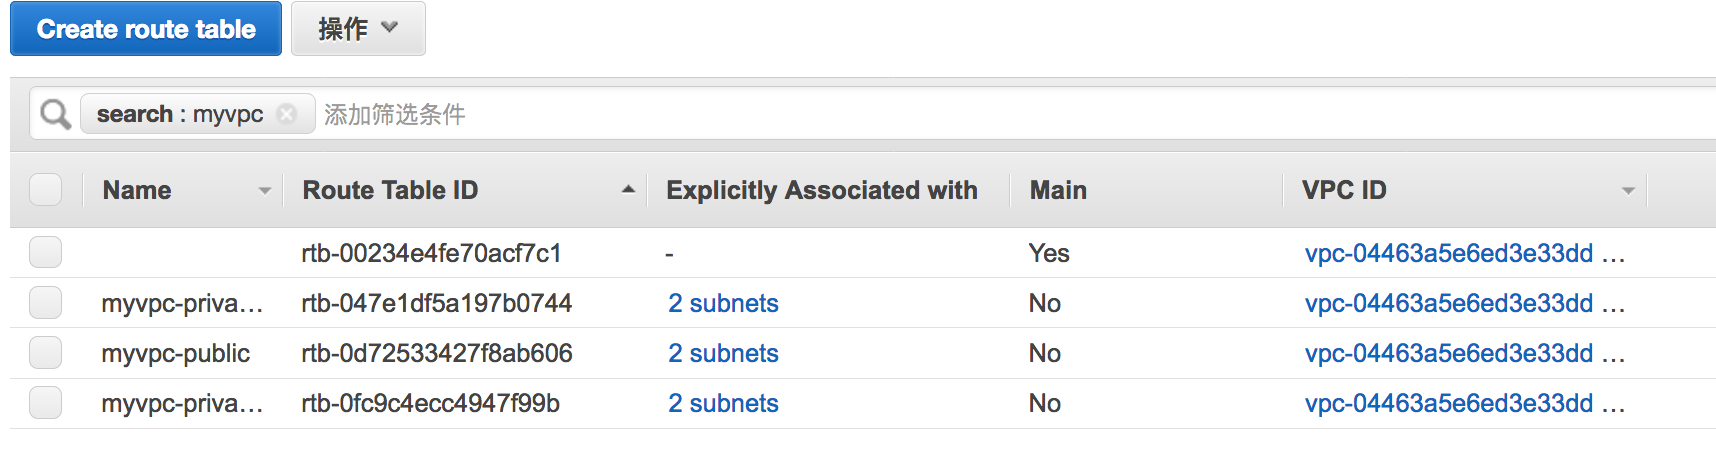 Create route table 操作
search : myvpc 添加筛选条件
Name Route Table ID Explicitly Associated with Main VPC ID
rtb-00234e4fe70acf7c1 - Yes vpc-04463a5e6ed3e33dd ...
myvpc-priva... rtb-047e1df5a197b0744 2 subnets No vpc-04463a5e6ed3e33dd ...
myvpc-public rtb-0d72533427f8ab606 2 subnets No vpc-04463a5e6ed3e33dd ...
myvpc-priva... rtb-0fc9c4ecc4947f99b 2 subnets No vpc-04463a5e6ed3e33dd ...